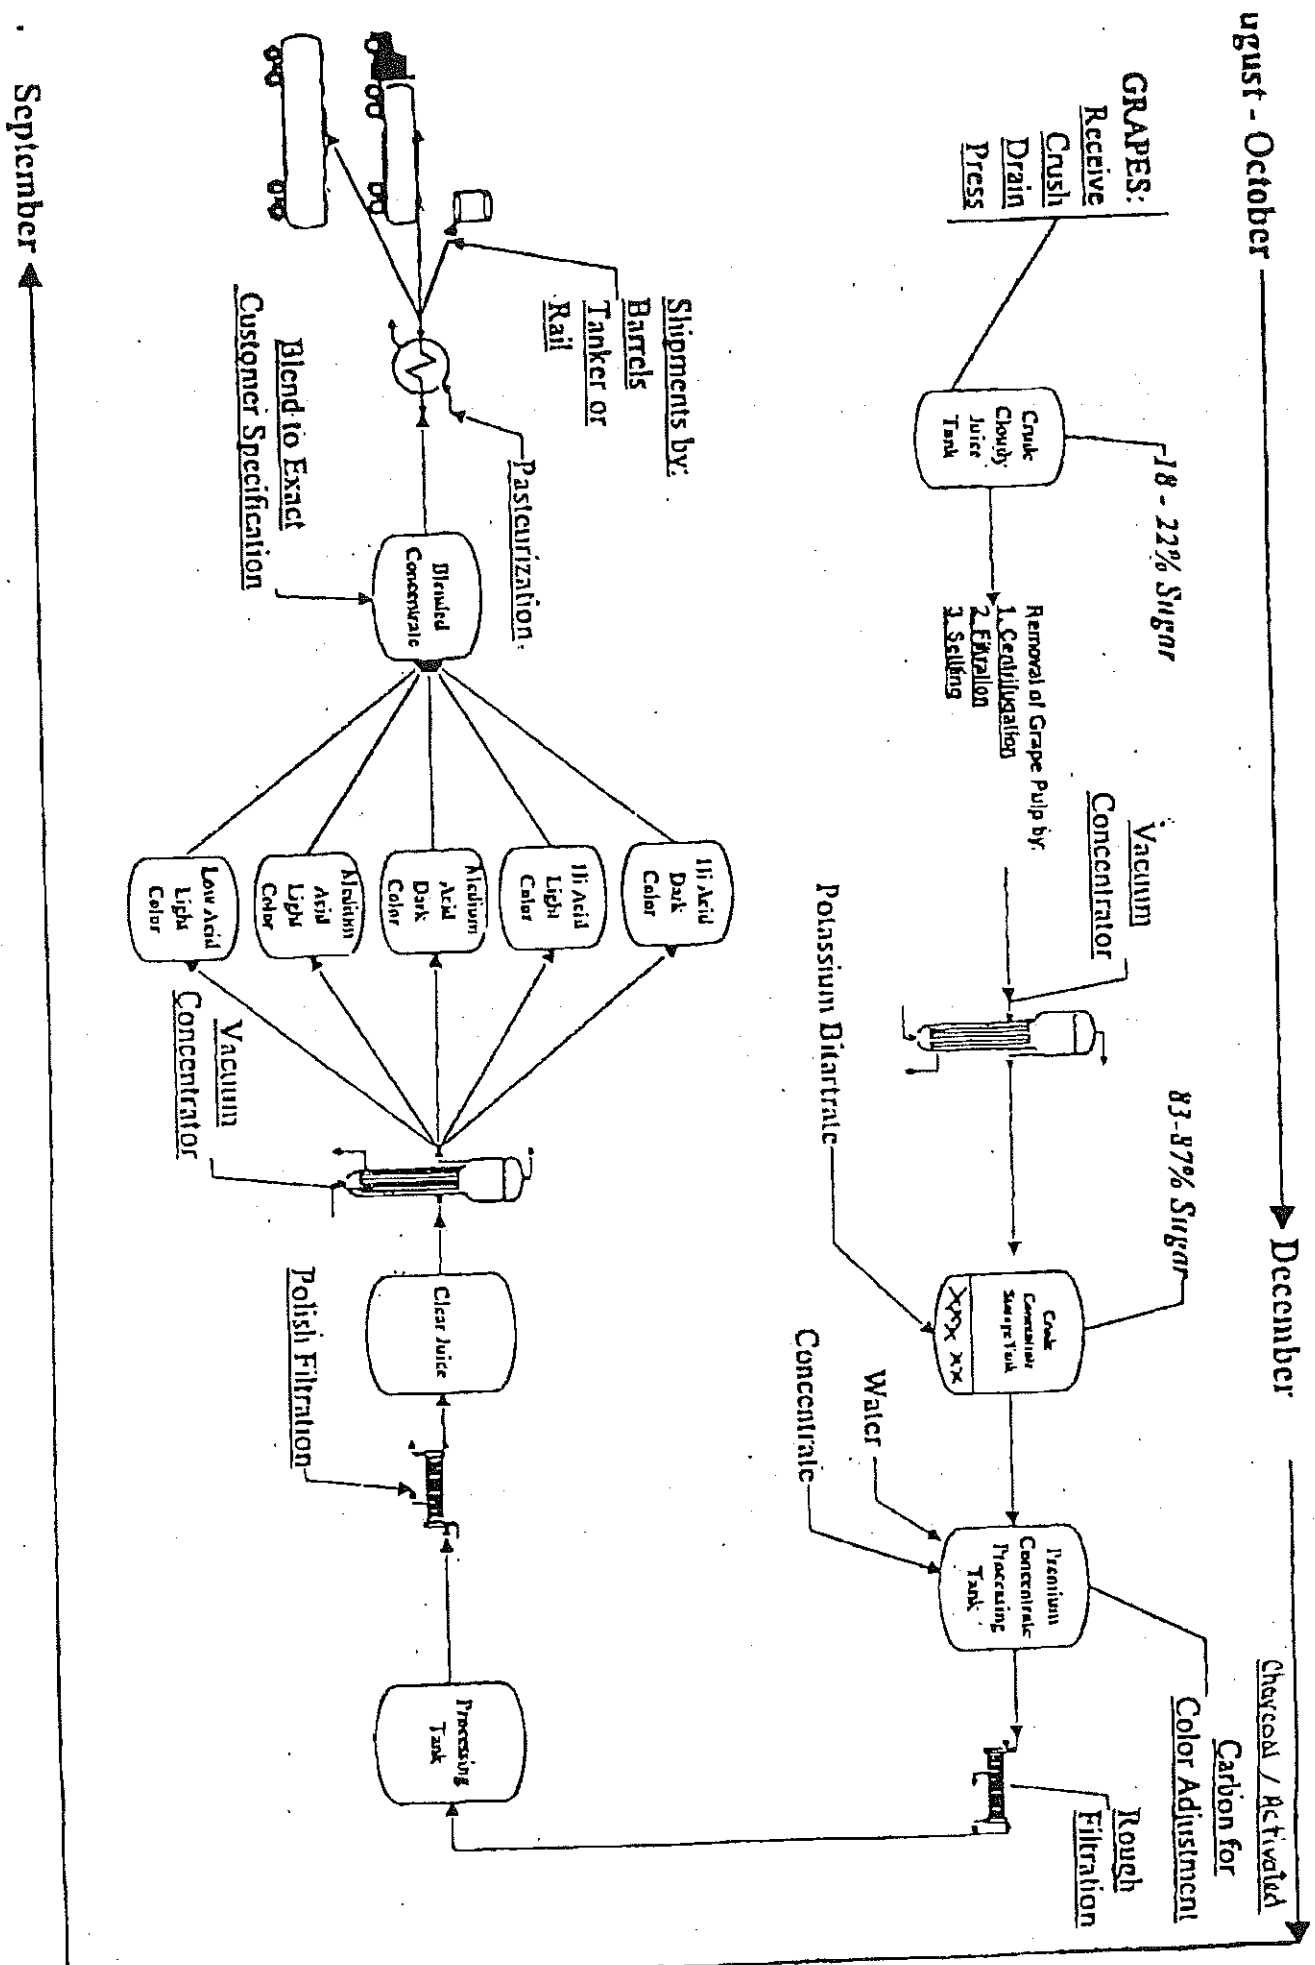 ugust - October
December
GRAPES:
Receive
Crush
Drain
Press
18 - 22% Sugar
Crude
Cloudy
Juice
Tank
Removal of Grape Pulp by:
1. Centrifugation
2. Filtration
3. Settling
Vacuum
Concentrator
Potassium Bitartrate
83-87% Sugar
Crude
Concentrate
Storage Tank
Water
Concentrate
Premium
Concentrate
Processing
Tank
Charcoal / Activated
Carbon for
Color Adjustment
Rough
Filtration
Shipments by:
Barrels
Tanker or
Rail
Pasteurization
Blend to Exact
Customer Specification
Blended
Concentrate
Hi Acid
Dark
Color
Hi Acid
Light
Color
Medium
Acid
Dark
Color
Medium
Acid
Light
Color
Low Acid
Light
Color
Vacuum
Concentrator
Clear Juice
Polish Filtration
Processing
Tank
September